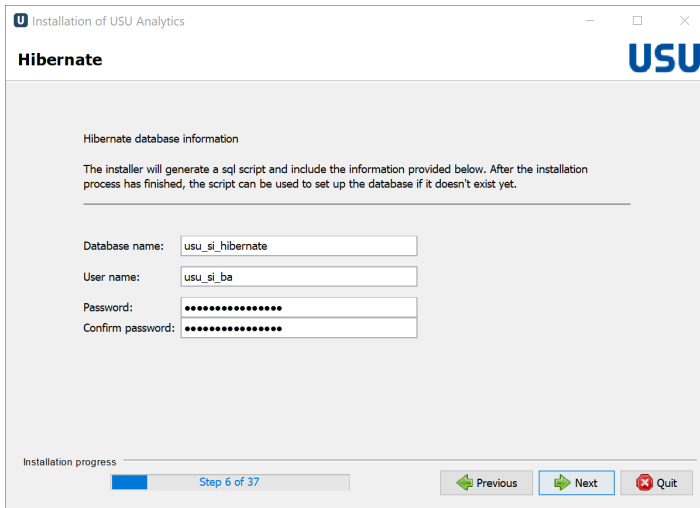 U Installation of USU Analytics
Hibernate
USU
Hibernate database information
The installer will generate a sql script and include the information provided below. After the installation
process has finished, the script can be used to set up the database if it doesn't exist yet.
Database name: usu_si_hibernate
User name: usu_si_ba
Password: ●●●●●●●●●●●●●●●●
Confirm password: ●●●●●●●●●●●●●●●●
Installation progress
Step 6 of 37
Previous Next Quit